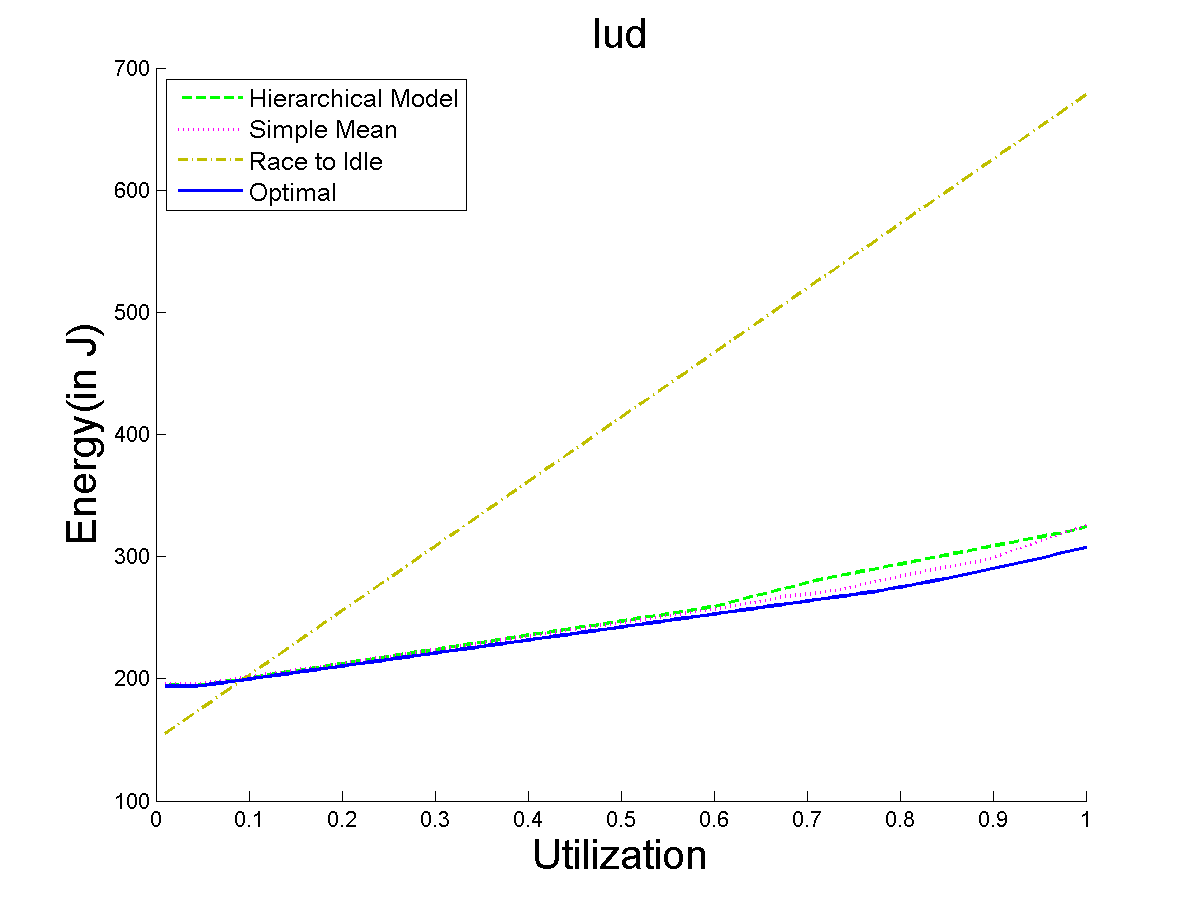 lud
700
600
500
400
300
200
100
Energy(in J)
Hierarchical Model
Simple Mean
Race to Idle
Optimal
0 0.1 0.2 0.3 0.4 0.5 0.6 0.7 0.8 0.9 1
Utilization